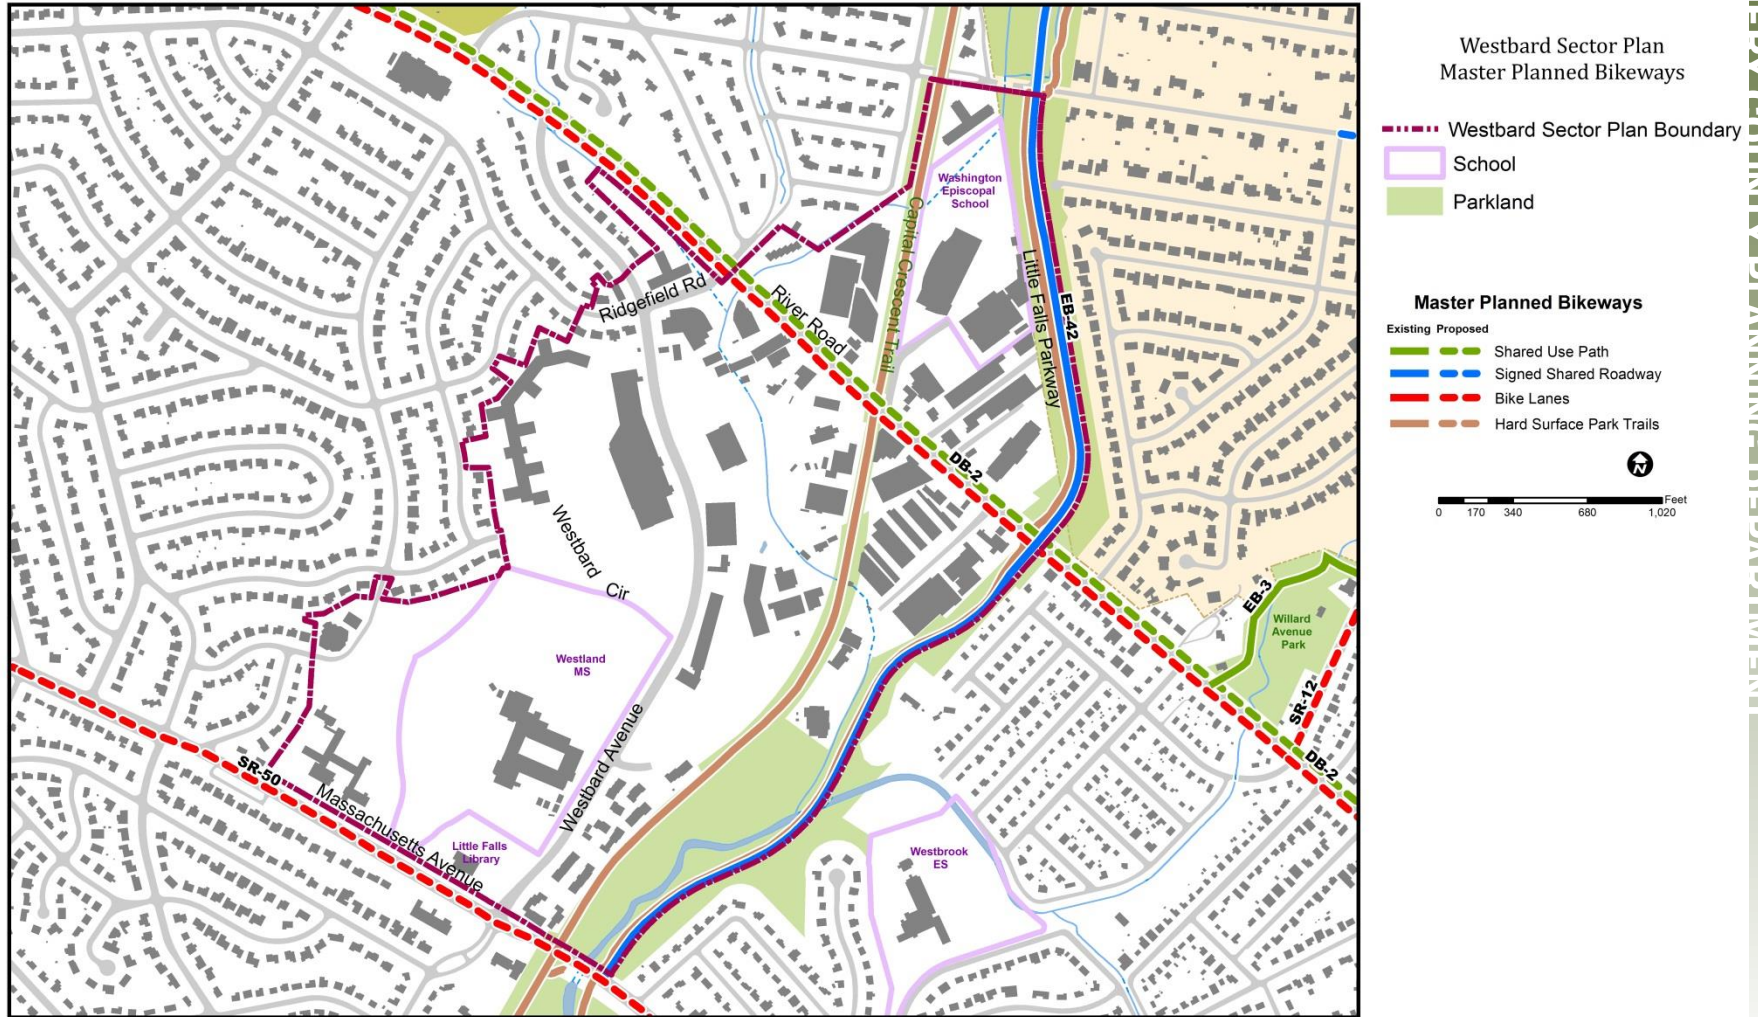 Westbard Sector Plan
Master Planned Bikeways
Westbard Sector Plan Boundary
School
Parkland
Master Planned Bikeways
Existing Proposed
Shared Use Path
Signed Shared Roadway
Bike Lanes
Hard Surface Park Trails
N
Feet
0 170 340 680 1,020
Washington
Episcopal
School
Capital Crescent Trail
Little Falls Parkway
EB-42
Ridgefield Rd
River Road
DB-2
Westbard Cir
EB-3
Willard
Avenue
Park
SR-12
DB-2
Westland
MS
Westbard Avenue
SR-50
Massachusetts Avenue
Little Falls
Library
Westbrook
ES